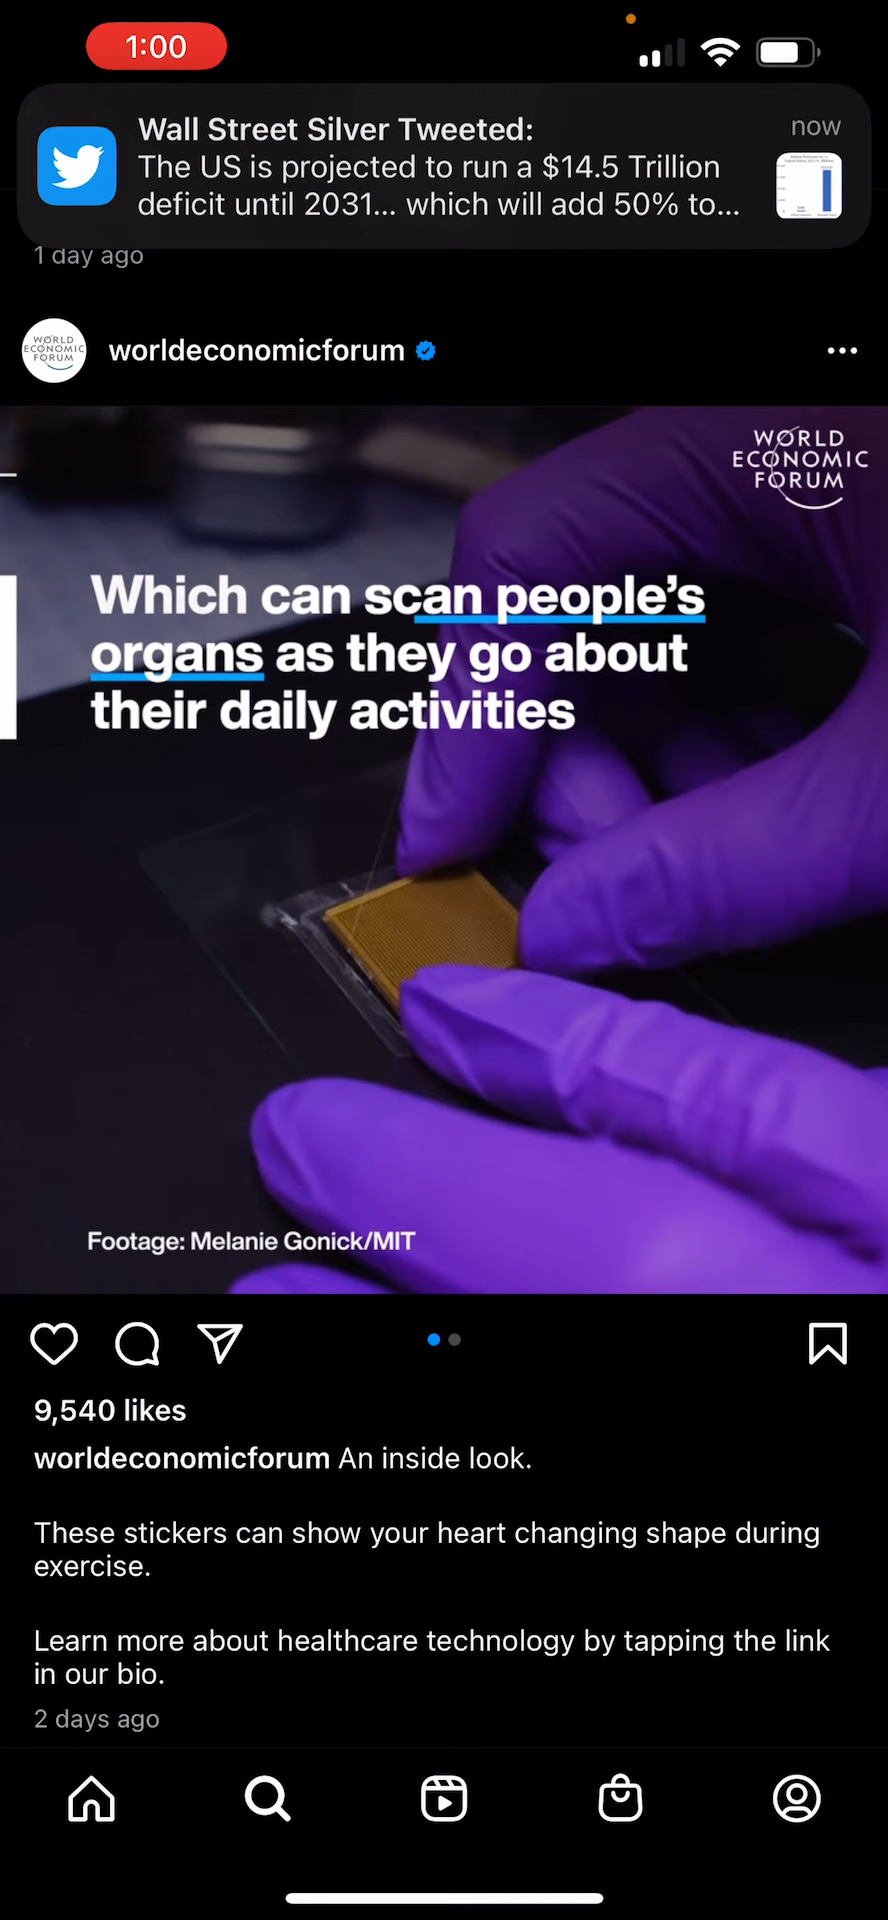 1:00
Wall Street Silver Tweeted:
now
The US is projected to run a $14.5 Trillion
deficit until 2031... which will add 50% to...
1 day ago
WORLD
ECONOMIC
FORUM
worldeconomicforum
WORLD
ECONOMIC
FORUM
Which can scan people's
organs as they go about
their daily activities
Footage: Melanie Gonick/MIT
9,540 likes
worldeconomicforum An inside look.
These stickers can show your heart changing shape during
exercise.
Learn more about healthcare technology by tapping the link
in our bio.
2 days ago